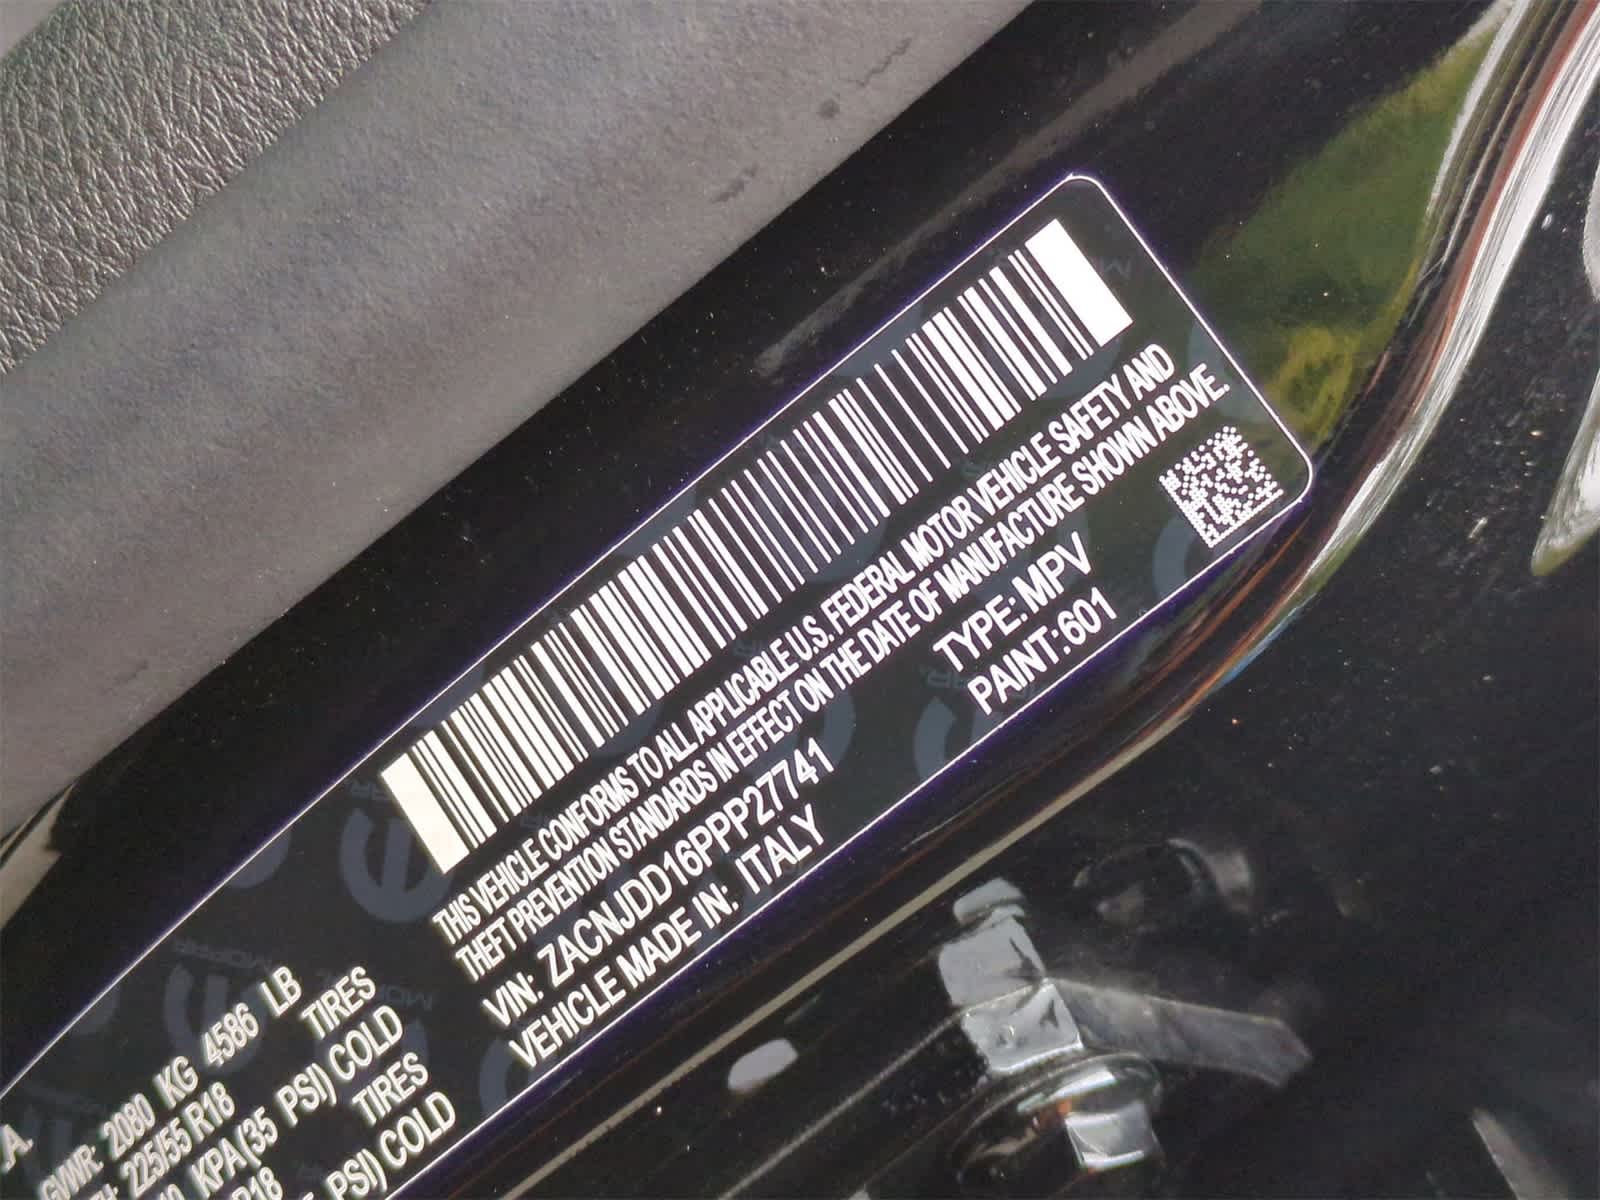 THIS VEHICLE CONFORMS TO ALL APPLICABLE U.S. FEDERAL MOTOR VEHICLE SAFETY AND
THEFT PREVENTION STANDARDS IN EFFECT ON THE DATE OF MANUFACTURE SHOWN ABOVE.
VIN: ZACNJDD16PPP27741
TYPE: MPV
VEHICLE MADE IN: ITALY
PAINT: 601
.A.
GVWR: 2080 KG 4586 LB
TIRES
225/55 R18
KPA(35 PSI) COLD
TIRES
R18
PSI) COLD